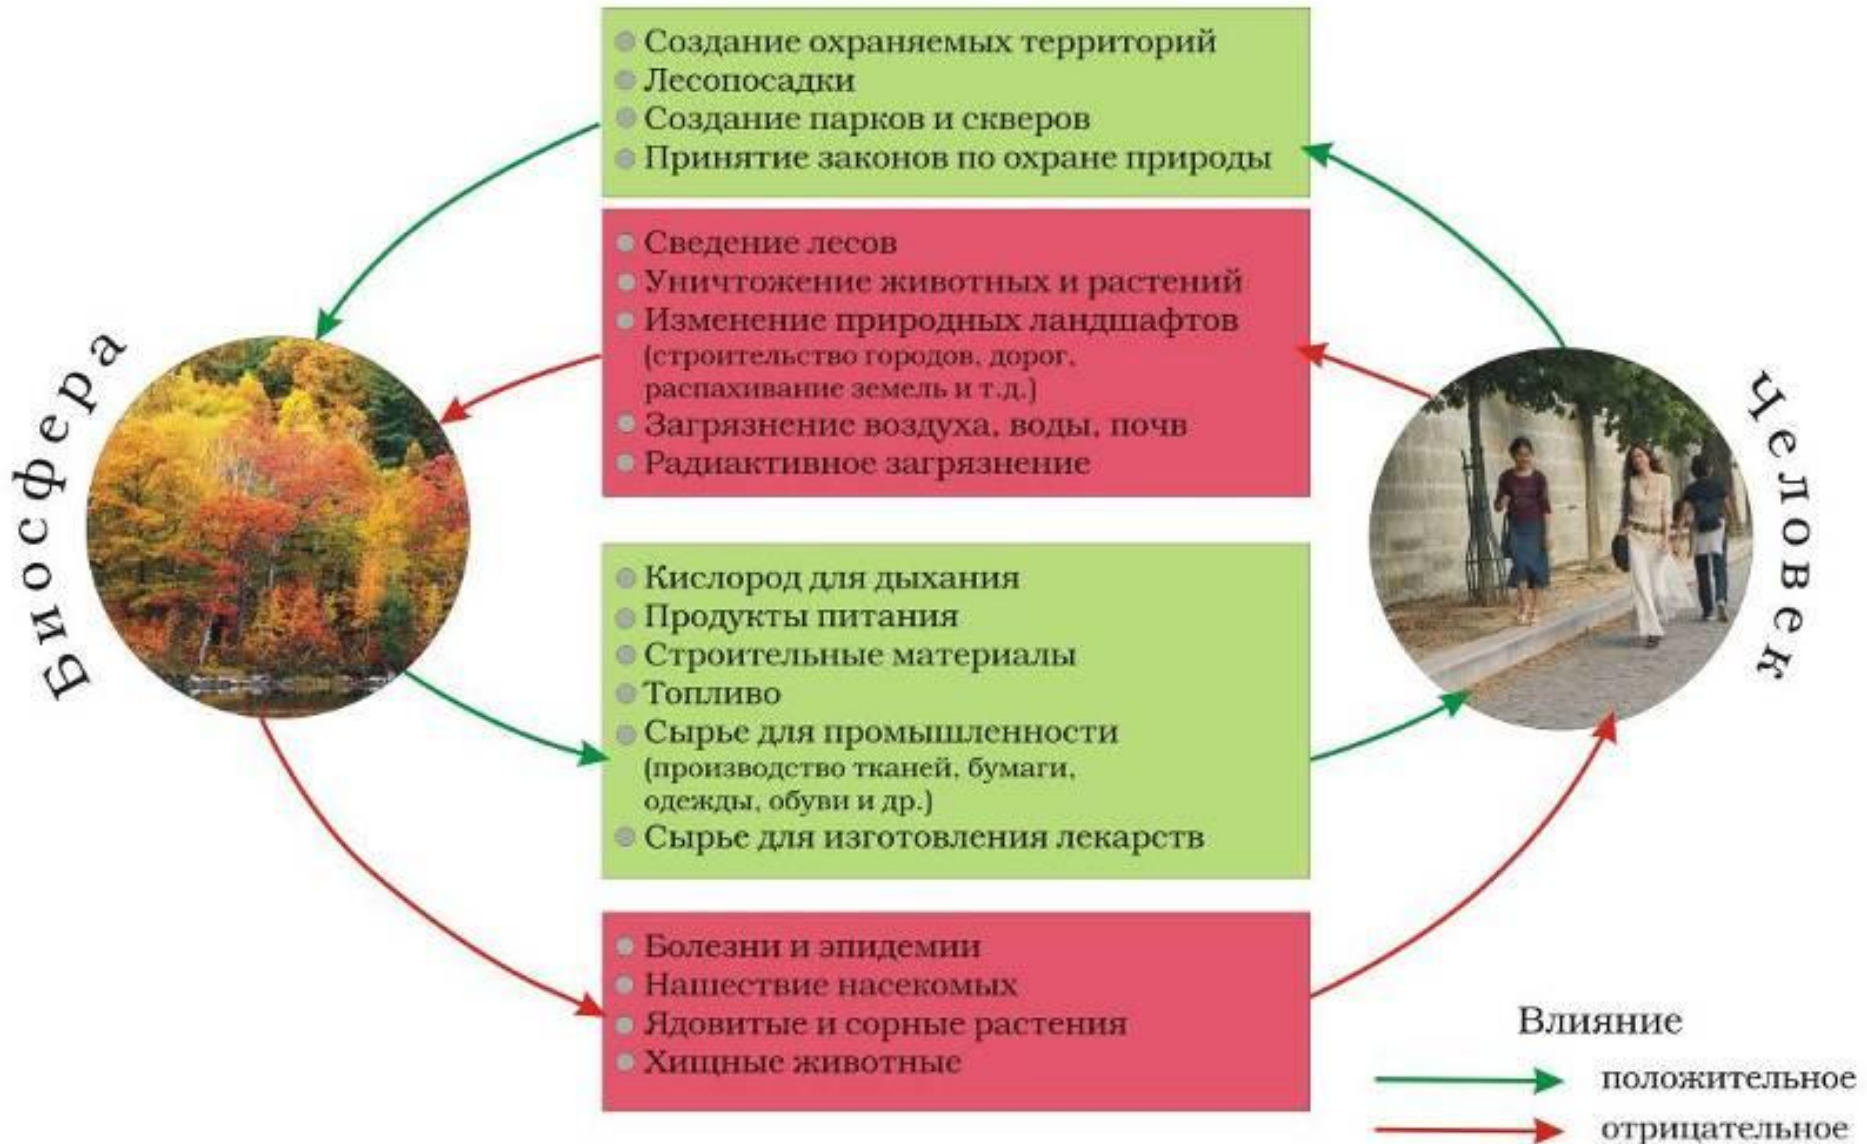 Создание охраняемых территорий
Лесопосадки
Создание парков и скверов
Принятие законов по охране природы
Сведение лесов
Уничтожение животных и растений
Изменение природных ландшафтов
(строительство городов, дорог,
распахивание земель и т.д.)
Загрязнение воздуха, воды, почв
Радиактивное загрязнение
Биосфера
Человек
Кислород для дыхания
Продукты питания
Строительные материалы
Топливо
Сырье для промышленности
(производство тканей, бумаги,
одежды, обуви и др.)
Сырье для изготовления лекарств
Болезни и эпидемии
Нашествие насекомых
Ядовитые и сорные растения
Хищные животные
Влияние
положительное
отрицательное